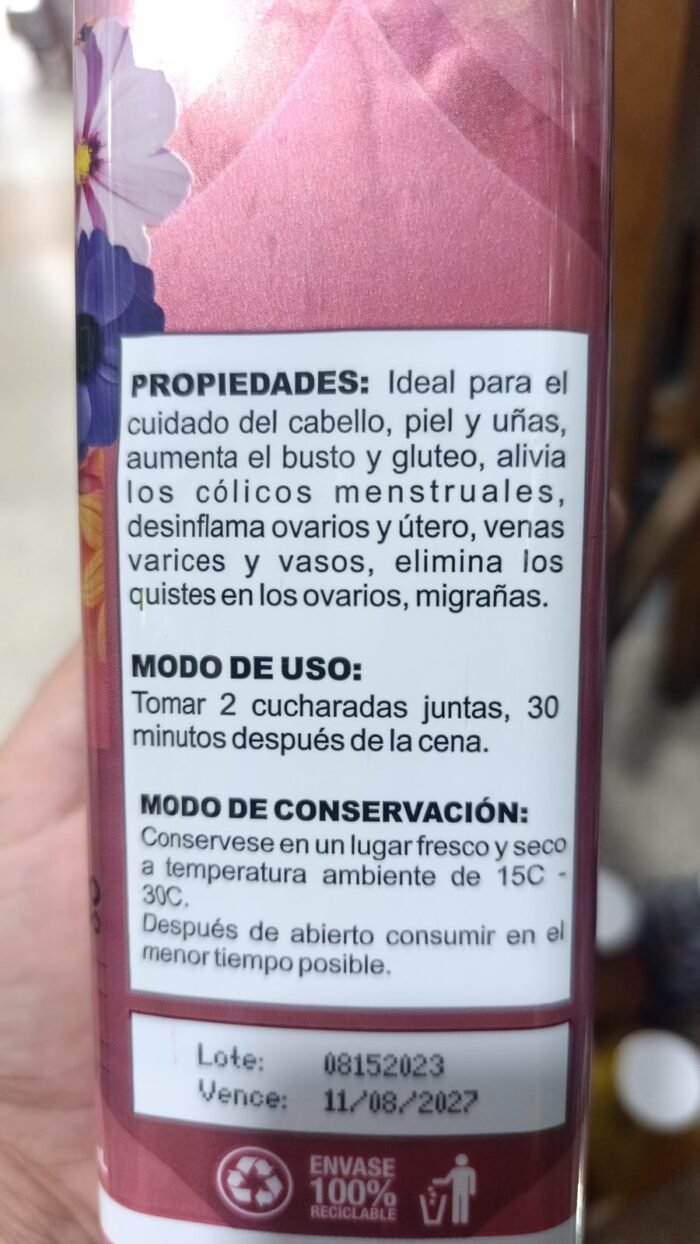 PROPIEDADES: Ideal para el
cuidado del cabello, piel y uñas,
aumenta el busto y gluteo, alivia
los cólicos menstruales,
desinflama ovarios y útero, venas
varices y vasos, elimina los
quistes en los ovarios, migrañas.
MODO DE USO:
Tomar 2 cucharadas juntas, 30
minutos después de la cena.
MODO DE CONSERVACIÓN:
Conservese en un lugar fresco y seco
a temperatura ambiente de 15C -
30C.
Después de abierto consumir en el
menor tiempo posible.
Lote: 08152023
Vence: 11/08/2027
ENVASE
100%
RECICLABLE